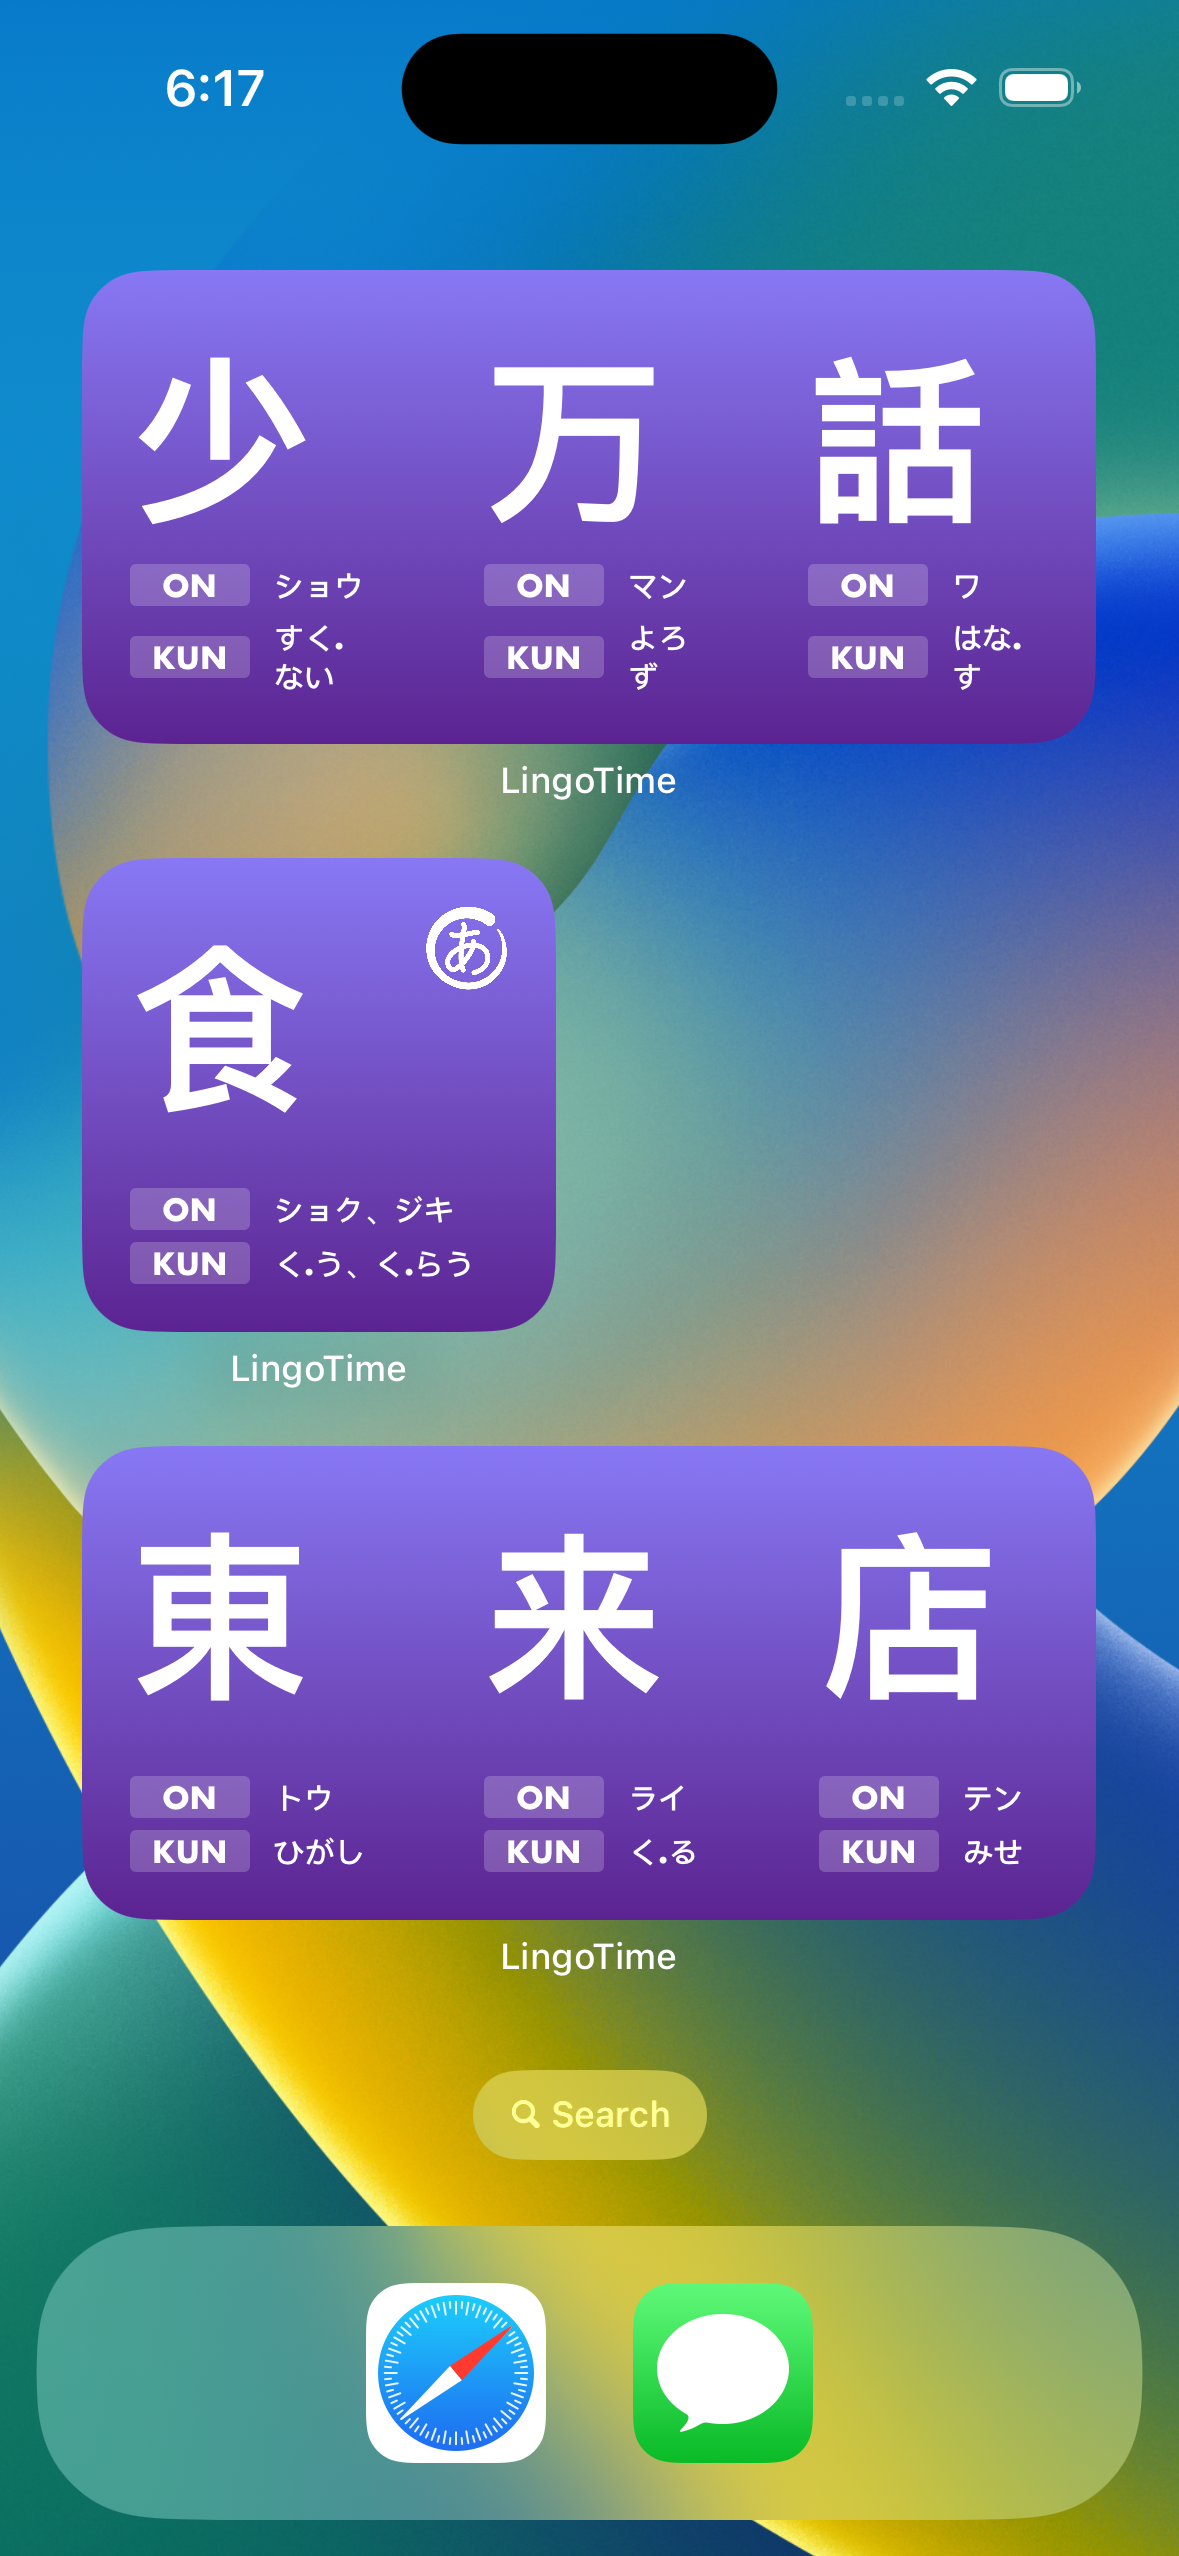 6:17
少 万 話
ON ショウ ON マン ON ワ
KUN すく.ない KUN よろず KUN はな.す
LingoTime
あ
食
ON ショク、ジキ
KUN く.う、く.らう
LingoTime
東 来 店
ON トウ ON ライ ON テン
KUN ひがし KUN く.る KUN みせ
LingoTime
Search